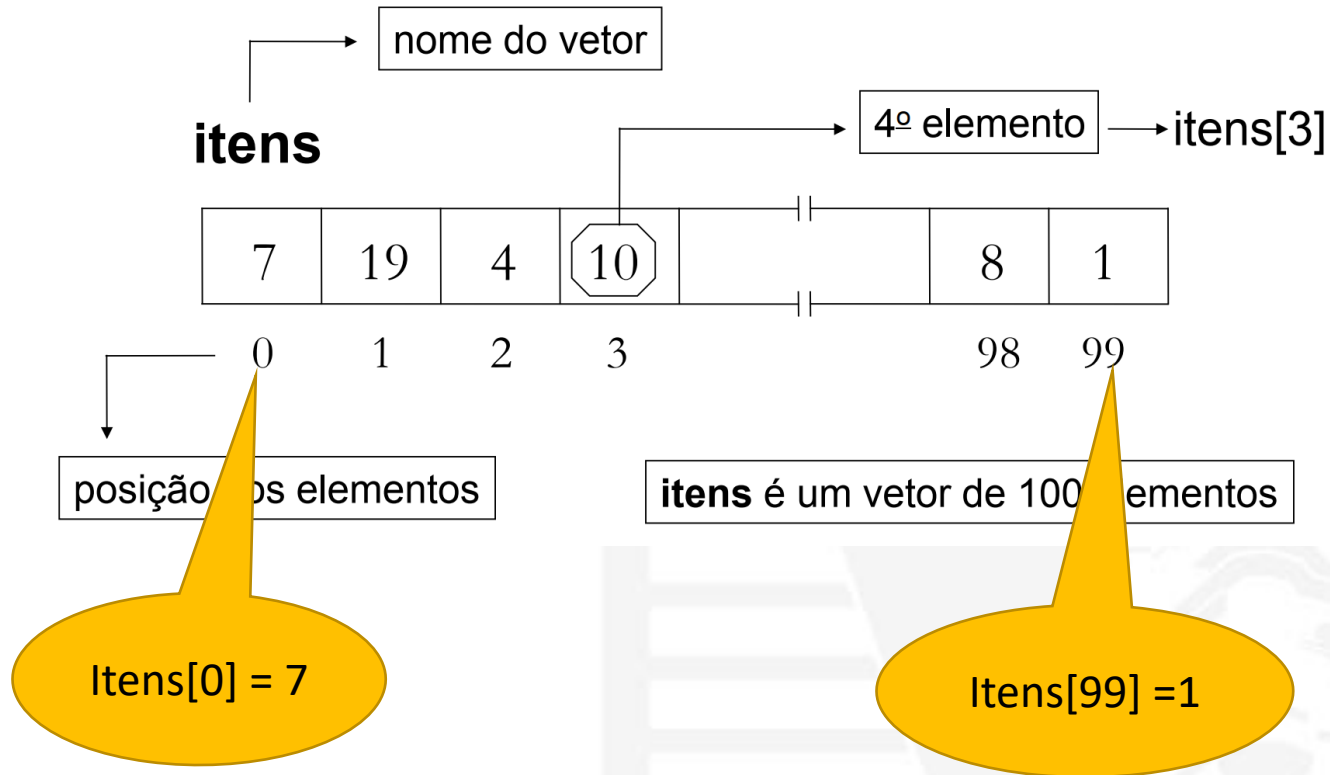 nome do vetor
itens
4º elemento
itens[3]
7 19 4 10 8 1
0 1 2 3 98 99
posição os elementos
itens é um vetor de 100 ementos
Itens[0] = 7
Itens[99] =1